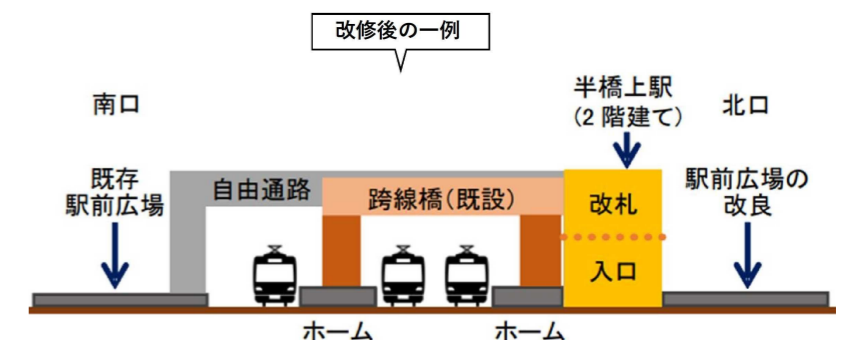 改修後の一例
半橋上駅
(2階建て)
南口
北口
既存
駅前広場
自由通路
跨線橋(既設)
改札
駅前広場の
改良
入口
ホーム
ホーム